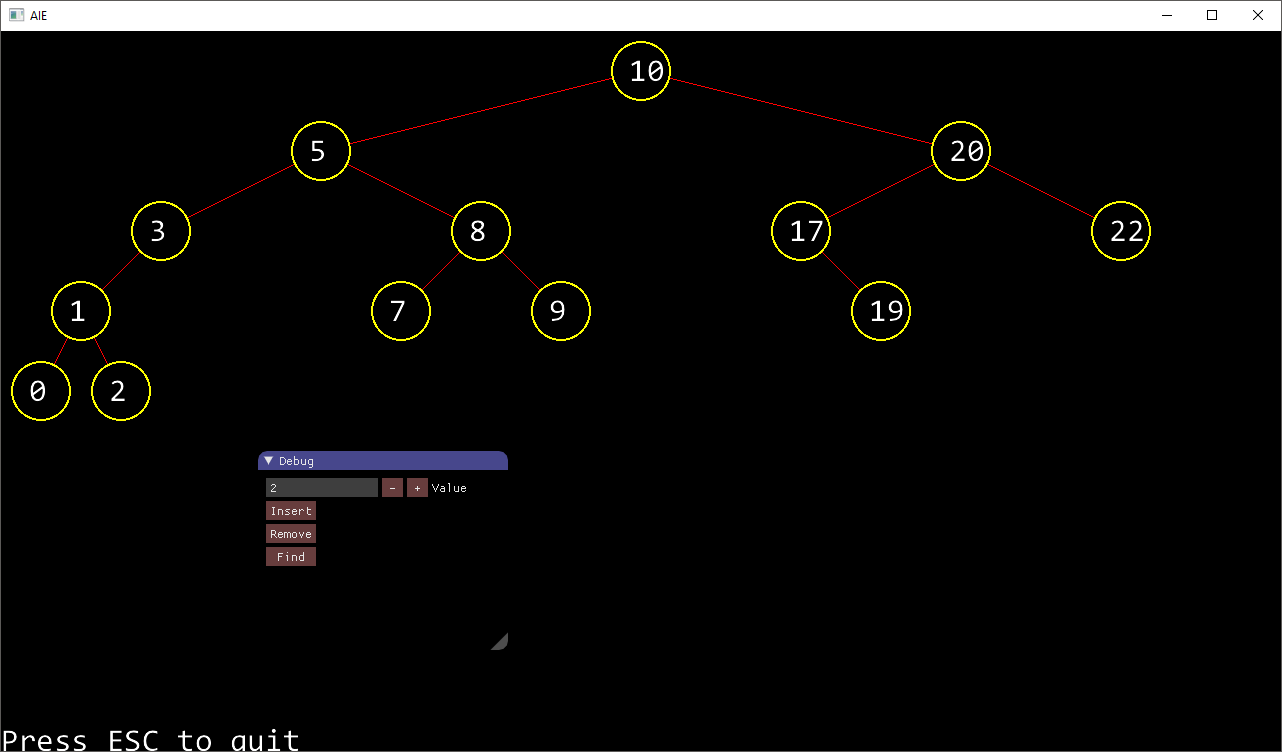 AIE
10
5 20
3 8 17 22
1 7 9 19
0 2
Debug
2 - + Value
Insert
Remove
Find
Press ESC to quit